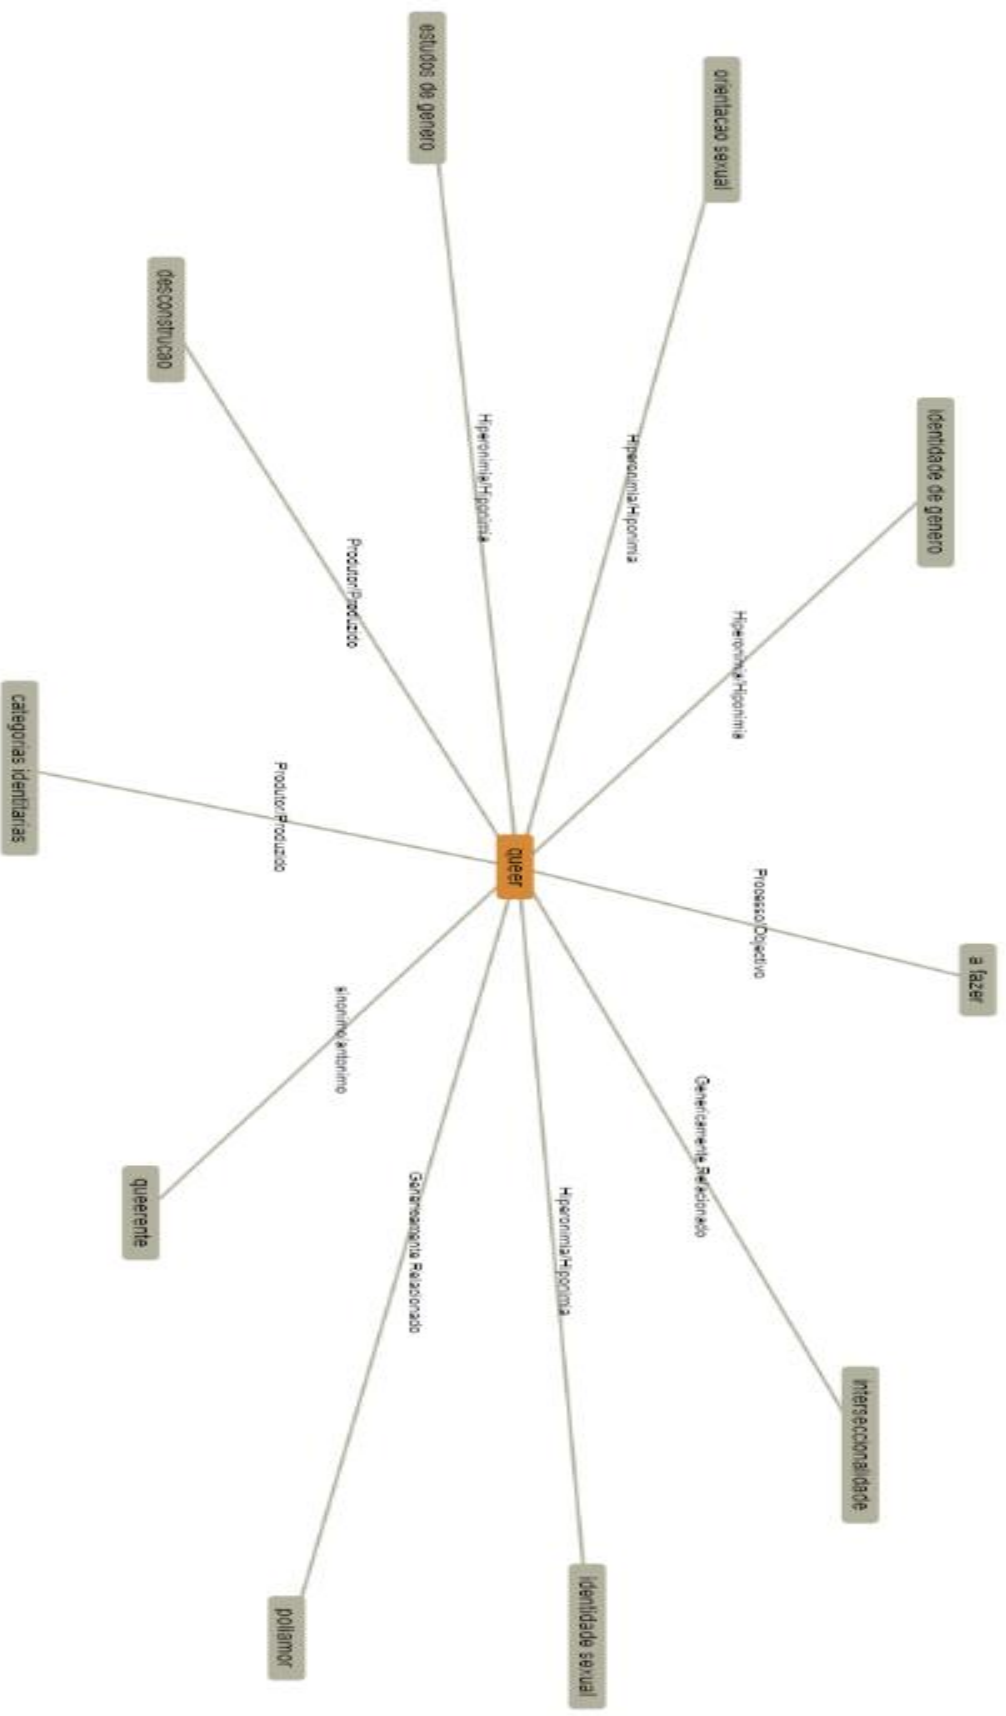 a fazer
identidade de genero
interseccionalidade
Processo/Objectivo
Hiperonimia/Hiponimia
orientacao sexual
Genericamente Relacionado
Hiperonimia/Hiponimia
identidade sexual
Hiperonimia/Hiponimia
queer
Hiperonimia/Hiponimia
estudos de genero
Genericamente Relacionado
Produtor/Produzido
sinonimo/antonimo
poliamor
Produtor/Produzido
desconstrucao
queerente
categorias identitarias